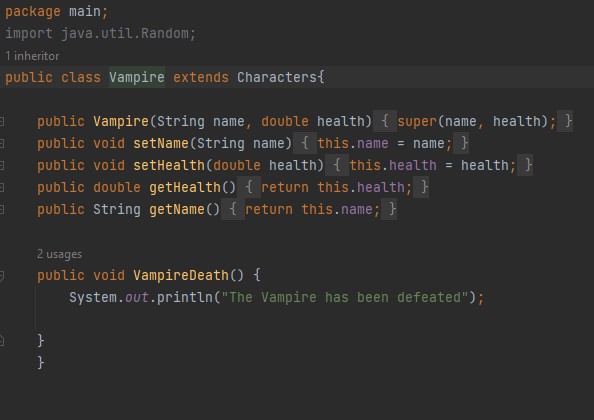 package main;
import java.util.Random;
1 inheritor
public class Vampire extends Characters{
public Vampire(String name, double health) { super(name, health); }
public void setName(String name) { this.name = name; }
public void setHealth(double health) { this.health = health; }
public double getHealth() { return this.health; }
public String getName() { return this.name; }
2 usages
public void VampireDeath() {
System.out.println("The Vampire has been defeated");
}
}